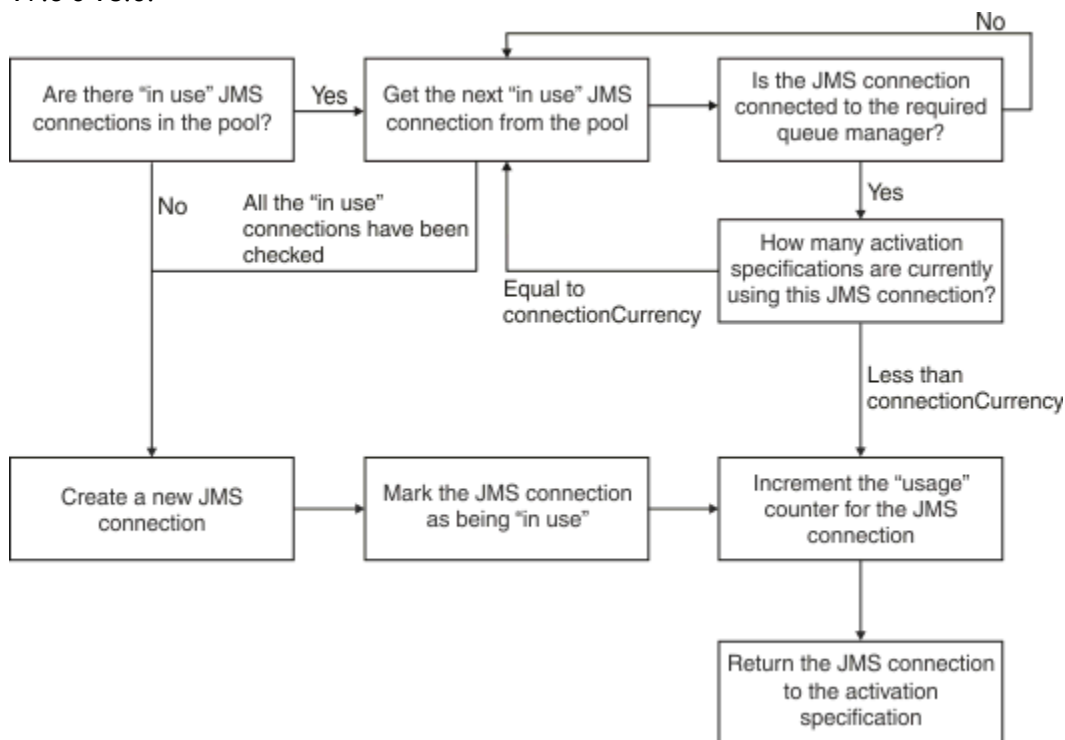 No
Are there “in use” JMS
connections in the pool?
Yes
Get the next “in use” JMS
connection from the pool
Is the JMS connection
connected to the required
queue manager?
No
All the “in use”
connections have been
checked
Yes
How many activation
specifications are currently
using this JMS connection?
Equal to
connectionCurrency
Less than
connectionCurrency
Create a new JMS
connection
Mark the JMS connection
as being “in use”
Increment the “usage”
counter for the JMS
connection
Return the JMS connection
to the activation
specification